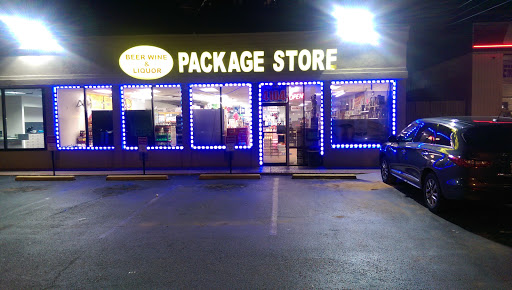 BEER WINE
&
LIQUOR
PACKAGE STORE